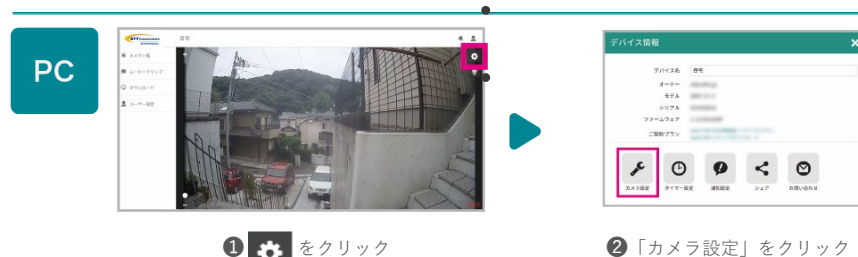 PC
自宅
カメラ一覧
ムービークリップ
ダウンロード
ユーザー設定
❶ をクリック
デバイス情報
デバイス名 自宅
オーナー
モデル
シリアル
ファームウェア
ご契約プラン
カメラ設定 タイマー設定 通知設定 シェア お問い合わせ
❷「カメラ設定」をクリック